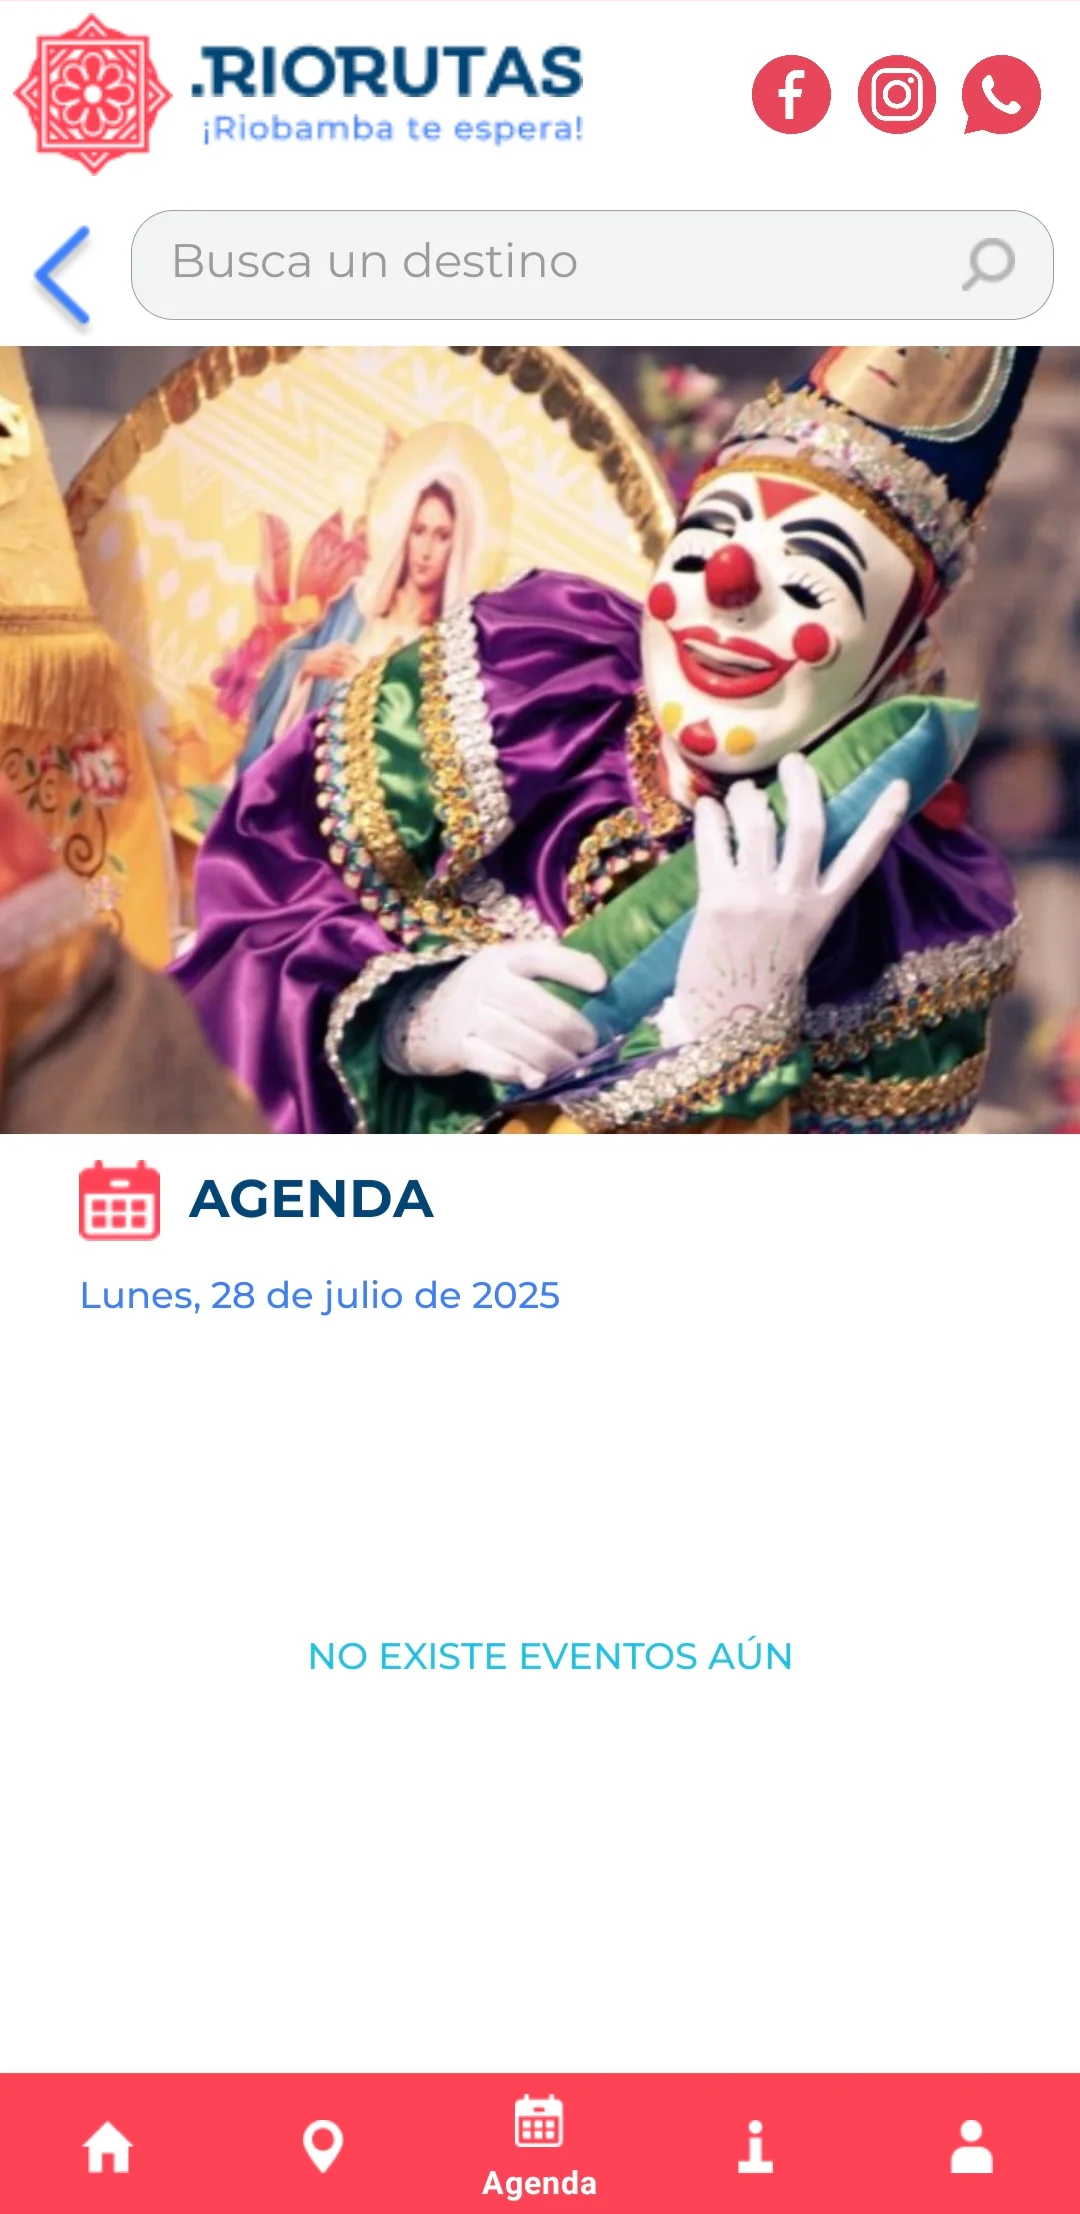 .RIORUTAS
¡Riobamba te espera!
Busca un destino
AGENDA
Lunes, 28 de julio de 2025
NO EXISTE EVENTOS AÚN
Agenda